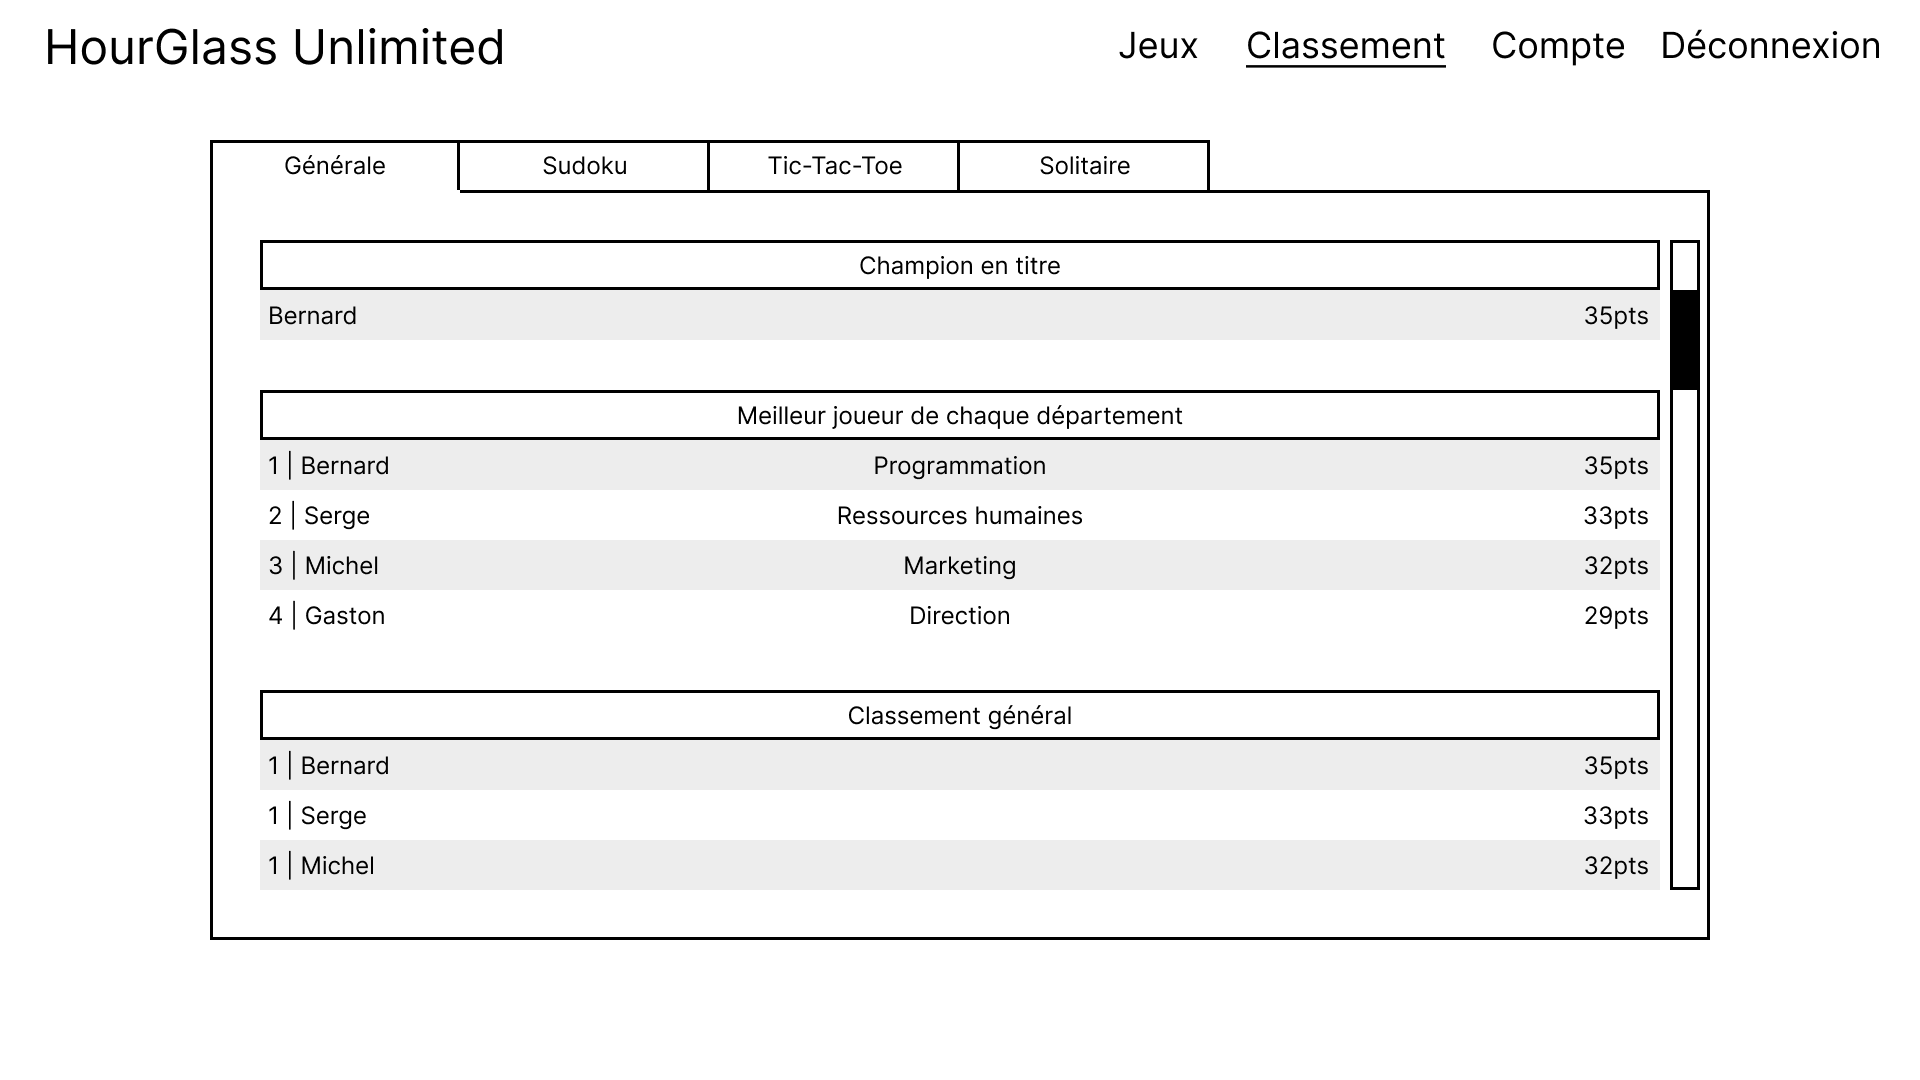 HourGlass Unlimited
Jeux Classement Compte Déconnexion
Générale Sudoku Tic-Tac-Toe Solitaire
Champion en titre
Bernard 35pts
Meilleur joueur de chaque département
1 | Bernard Programmation 35pts
2 | Serge Ressources humaines 33pts
3 | Michel Marketing 32pts
4 | Gaston Direction 29pts
Classement général
1 | Bernard 35pts
1 | Serge 33pts
1 | Michel 32pts